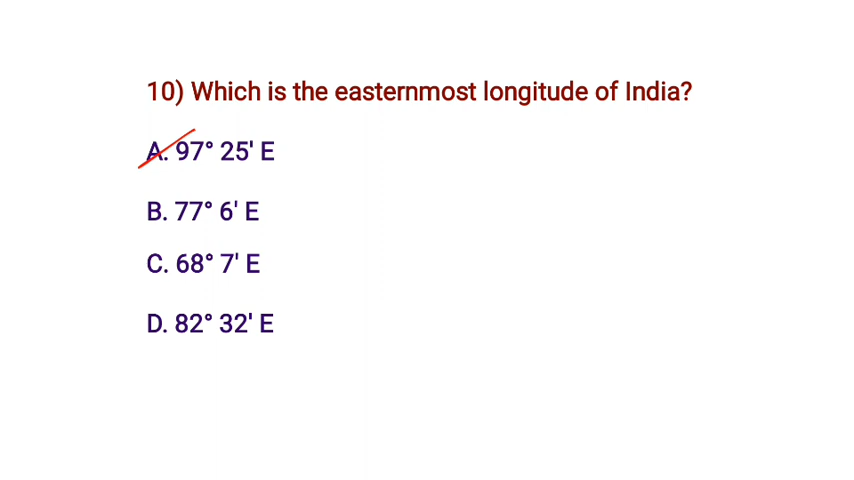 10) Which is the easternmost longitude of India?
A. 97° 25' E
B. 77° 6' E
C. 68° 7' E
D. 82° 32' E